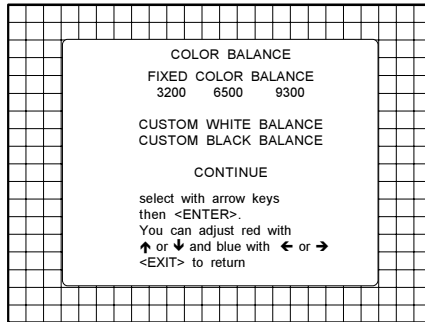 COLOR BALANCE
FIXED COLOR BALANCE
3200 6500 9300
CUSTOM WHITE BALANCE
CUSTOM BLACK BALANCE
CONTINUE
select with arrow keys
then <ENTER>.
You can adjust red with
↑ or ↓ and blue with ← or →
<EXIT> to return